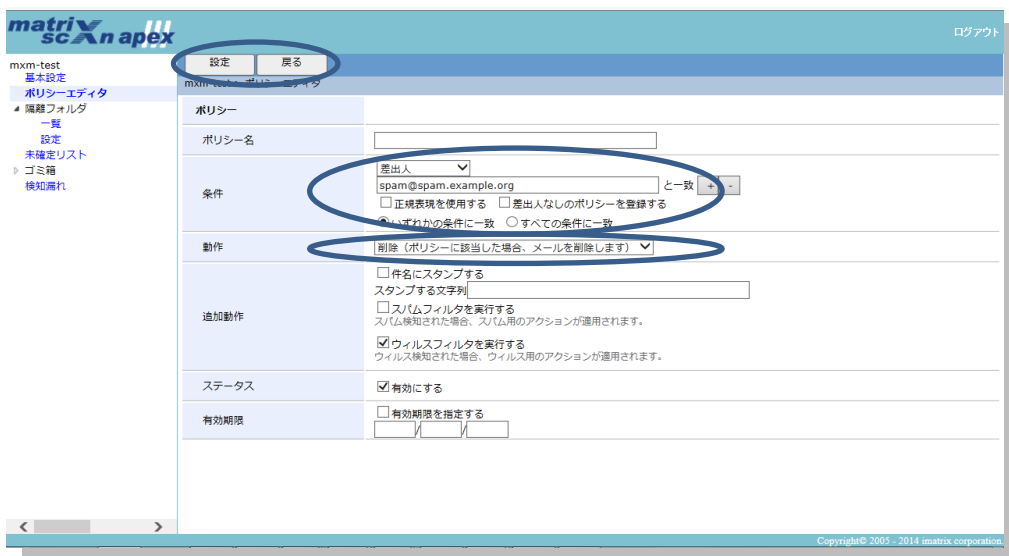 matrix
scan apex
ログアウト
mxm-test
基本設定
ポリシーエディタ
隔離フォルダ
一覧
設定
未確定リスト
ゴミ箱
検知漏れ
設定 戻る
mxm-test ポリシーエディタ
ポリシー
ポリシー名
条件
差出人
spam@spam.example.org と一致 + -
正規表現を使用する 差出人なしのポリシーを登録する
いずれかの条件に一致 すべての条件に一致
動作
削除（ポリシーに該当した場合、メールを削除します）
追加動作
件名にスタンプする
スタンプする文字列
スパムフィルタを実行する
スパム検知された場合、スパム用のアクションが適用されます。
ウィルスフィルタを実行する
ウィルス検知された場合、ウィルス用のアクションが適用されます。
ステータス
有効にする
有効期限
有効期限を指定する
/ /
Copyright© 2005 - 2014 imatrix corporation.